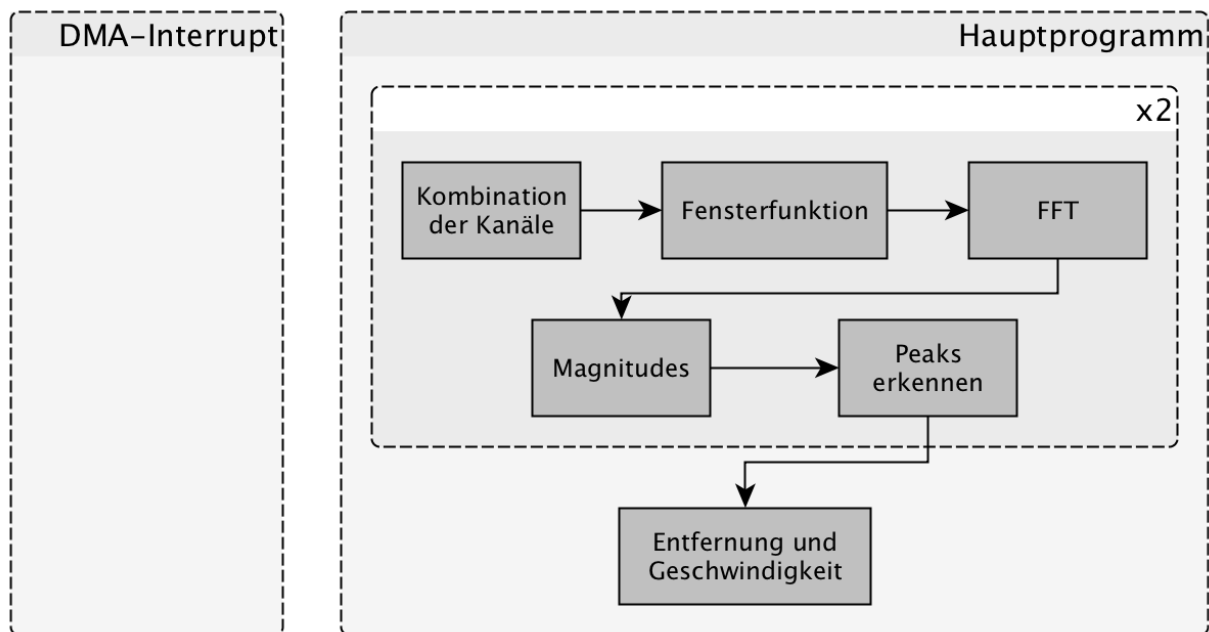 DMA-Interrupt
Hauptprogramm
x2
Kombination
der Kanäle
Fensterfunktion
FFT
Magnitudes
Peaks
erkennen
Entfernung und
Geschwindigkeit